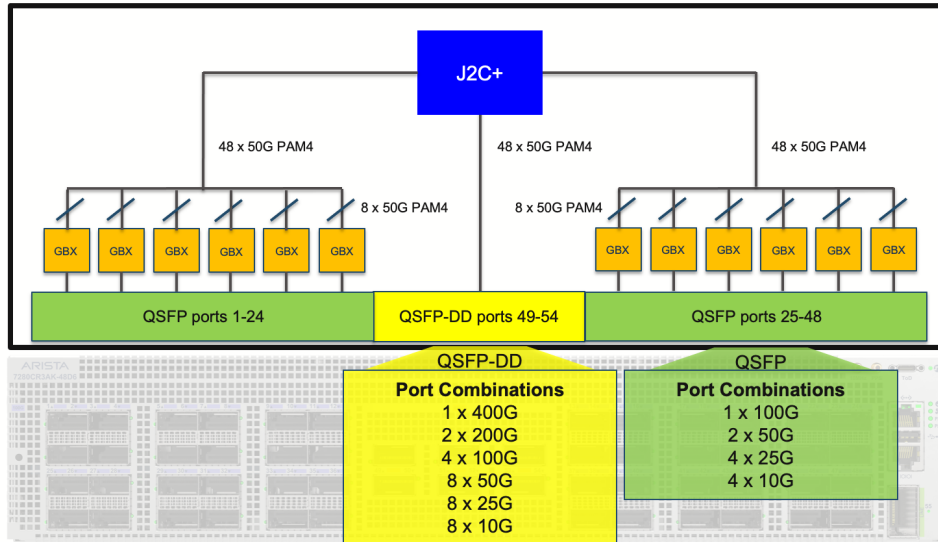 J2C+
48 x 50G PAM4
48 x 50G PAM4
48 x 50G PAM4
8 x 50G PAM4
8 x 50G PAM4
GBX
GBX
GBX
GBX
GBX
GBX
GBX
GBX
GBX
GBX
GBX
GBX
QSFP ports 1-24
QSFP-DD ports 49-54
QSFP ports 25-48
ARISTA
QSFP-DD
Port Combinations
1 x 400G
2 x 200G
4 x 100G
8 x 50G
8 x 25G
8 x 10G
QSFP
Port Combinations
1 x 100G
2 x 50G
4 x 25G
4 x 10G